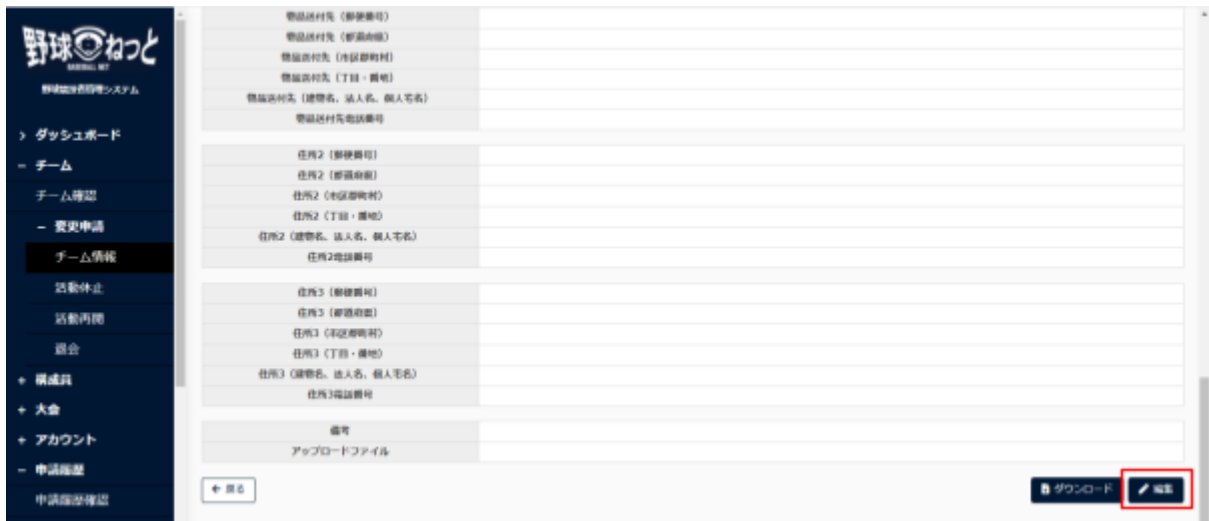 野球ねっと
BASEBALL NET
野球競技者管理システム
> ダッシュボード
− チーム
チーム確認
− 変更申請
チーム情報
活動休止
活動再開
退会
+ 構成員
+ 大会
+ アカウント
− 申請履歴
申請履歴確認
物品送付先（郵便番号）
物品送付先（都道府県）
物品送付先（市区郡町村）
物品送付先（丁目・番地）
物品送付先（建物名、法人名、個人宅名）
物品送付先電話番号
住所2（郵便番号）
住所2（都道府県）
住所2（市区郡町村）
住所2（丁目・番地）
住所2（建物名、法人名、個人宅名）
住所2電話番号
住所3（郵便番号）
住所3（都道府県）
住所3（市区郡町村）
住所3（丁目・番地）
住所3（建物名、法人名、個人宅名）
住所3電話番号
備考
アップロードファイル
← 戻る
ダウンロード
編集